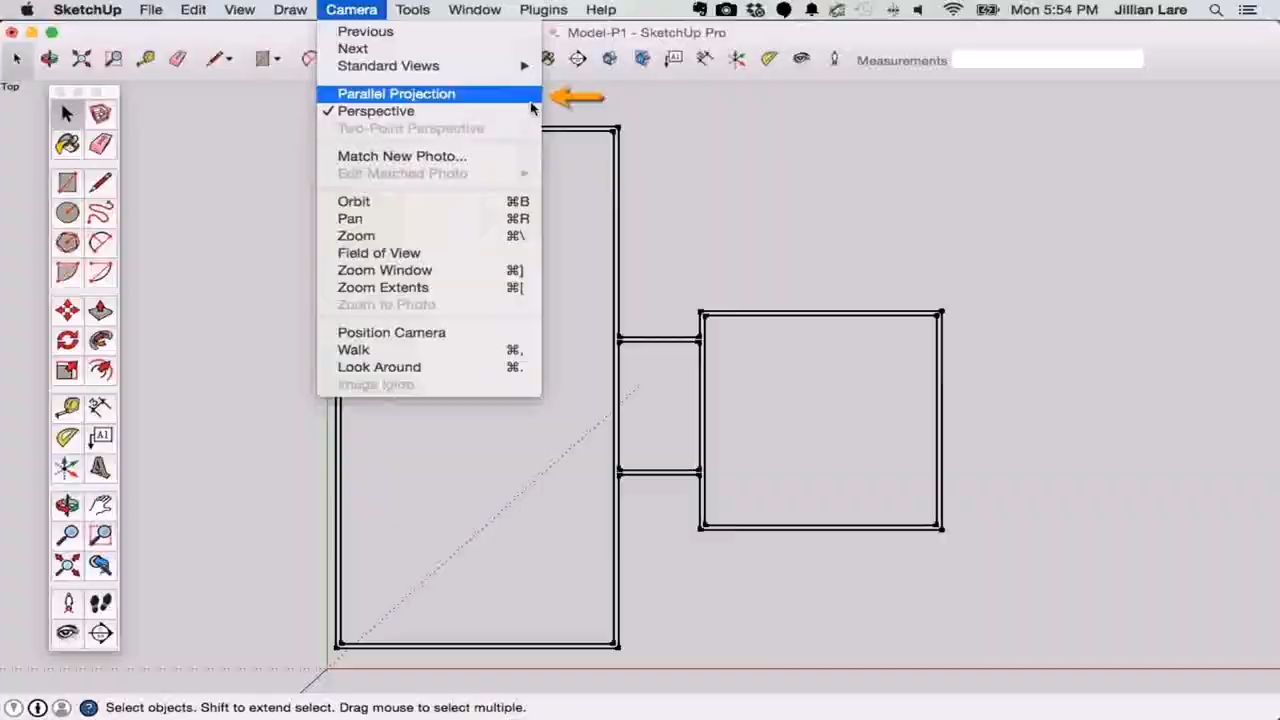 SketchUp File Edit View Draw Camera Tools Window Plugins Help Mon 5:54 PM Jillian Lare
Model-P1 - SketchUp Pro
Measurements
Top
Previous
Next
Standard Views
Parallel Projection
✓ Perspective
Two-Point Perspective
Match New Photo...
Edit Matched Photo
Orbit ⌘B
Pan ⌘R
Zoom ⌘\
Field of View
Zoom Window ⌘]
Zoom Extents ⌘[
Zoom to Photo
Position Camera
Walk ⌘,
Look Around ⌘.
Image Igloo
A1
Select objects. Shift to extend select. Drag mouse to select multiple.